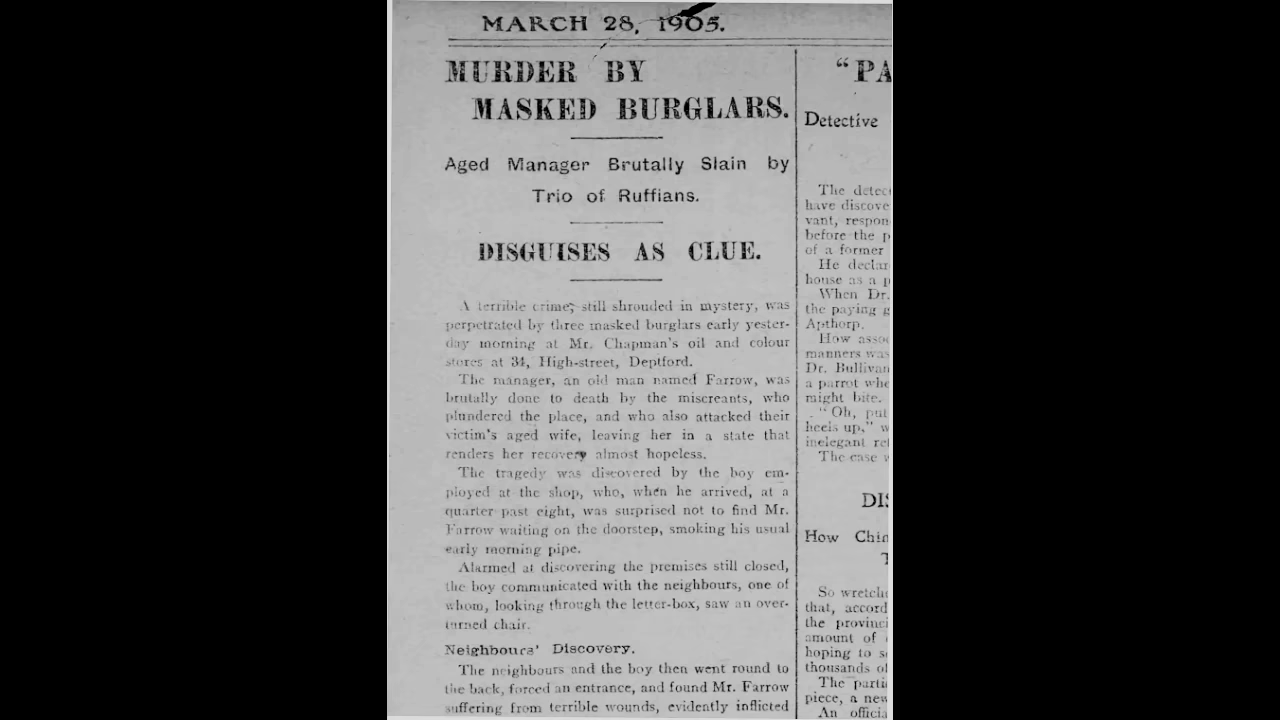 MARCH 28, 1905.
MURDER BY
MASKED BURGLARS.
Aged Manager Brutally Slain by
Trio of Ruffians.
DISGUISES AS CLUE.
A terrible crime, still shrouded in mystery, was
perpetrated by three masked burglars early yester-
day morning at Mr. Chapman's oil and colour
stores at 34, High-street, Deptford.
The manager, an old man named Farrow, was
brutally done to death by the miscreants, who
plundered the place, and who also attacked their
victim's aged wife, leaving her in a state that
renders her recovery almost hopeless.
The tragedy was discovered by the boy em-
ployed at the shop, who, when he arrived, at a
quarter past eight, was surprised not to find Mr.
Farrow waiting on the doorstep, smoking his usual
early morning pipe.
Alarmed at discovering the premises still closed,
the boy communicated with the neighbours, one of
whom, looking through the letter-box, saw an over-
turned chair.
Neighbours' Discovery.
The neighbours and the boy then went round to
the back, forced an entrance, and found Mr. Farrow
suffering from terrible wounds, evidently inflicted
"PA
Detective
The detec
have discove
vant, respon
before the p
of a former
He declar
house as a p
When Dr.
the paying g
Apthorp.
How asso
manners was
Dr. Bullivan
a parrot whe
might bite.
"Oh, put
heels up," w
inelegant re
The case w
DIS
How Chin
T
So wretche
that, accord
the provinci
amount of
hoping to s
thousands of
The parti
piece, a new
An officia